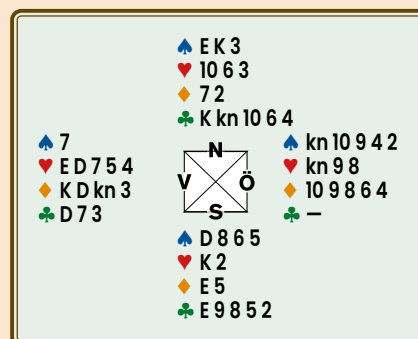 ♠ E K 3
♥ 10 6 3
♦ 7 2
♣ K kn 10 6 4
♠ 7
♥ E D 7 5 4
♦ K D kn 3
♣ D 7 3
N
V Ö
S
♠ kn 10 9 4 2
♥ kn 9 8
♦ 10 9 8 6 4
♣ –
♠ D 8 6 5
♥ K 2
♦ E 5
♣ E 9 8 5 2